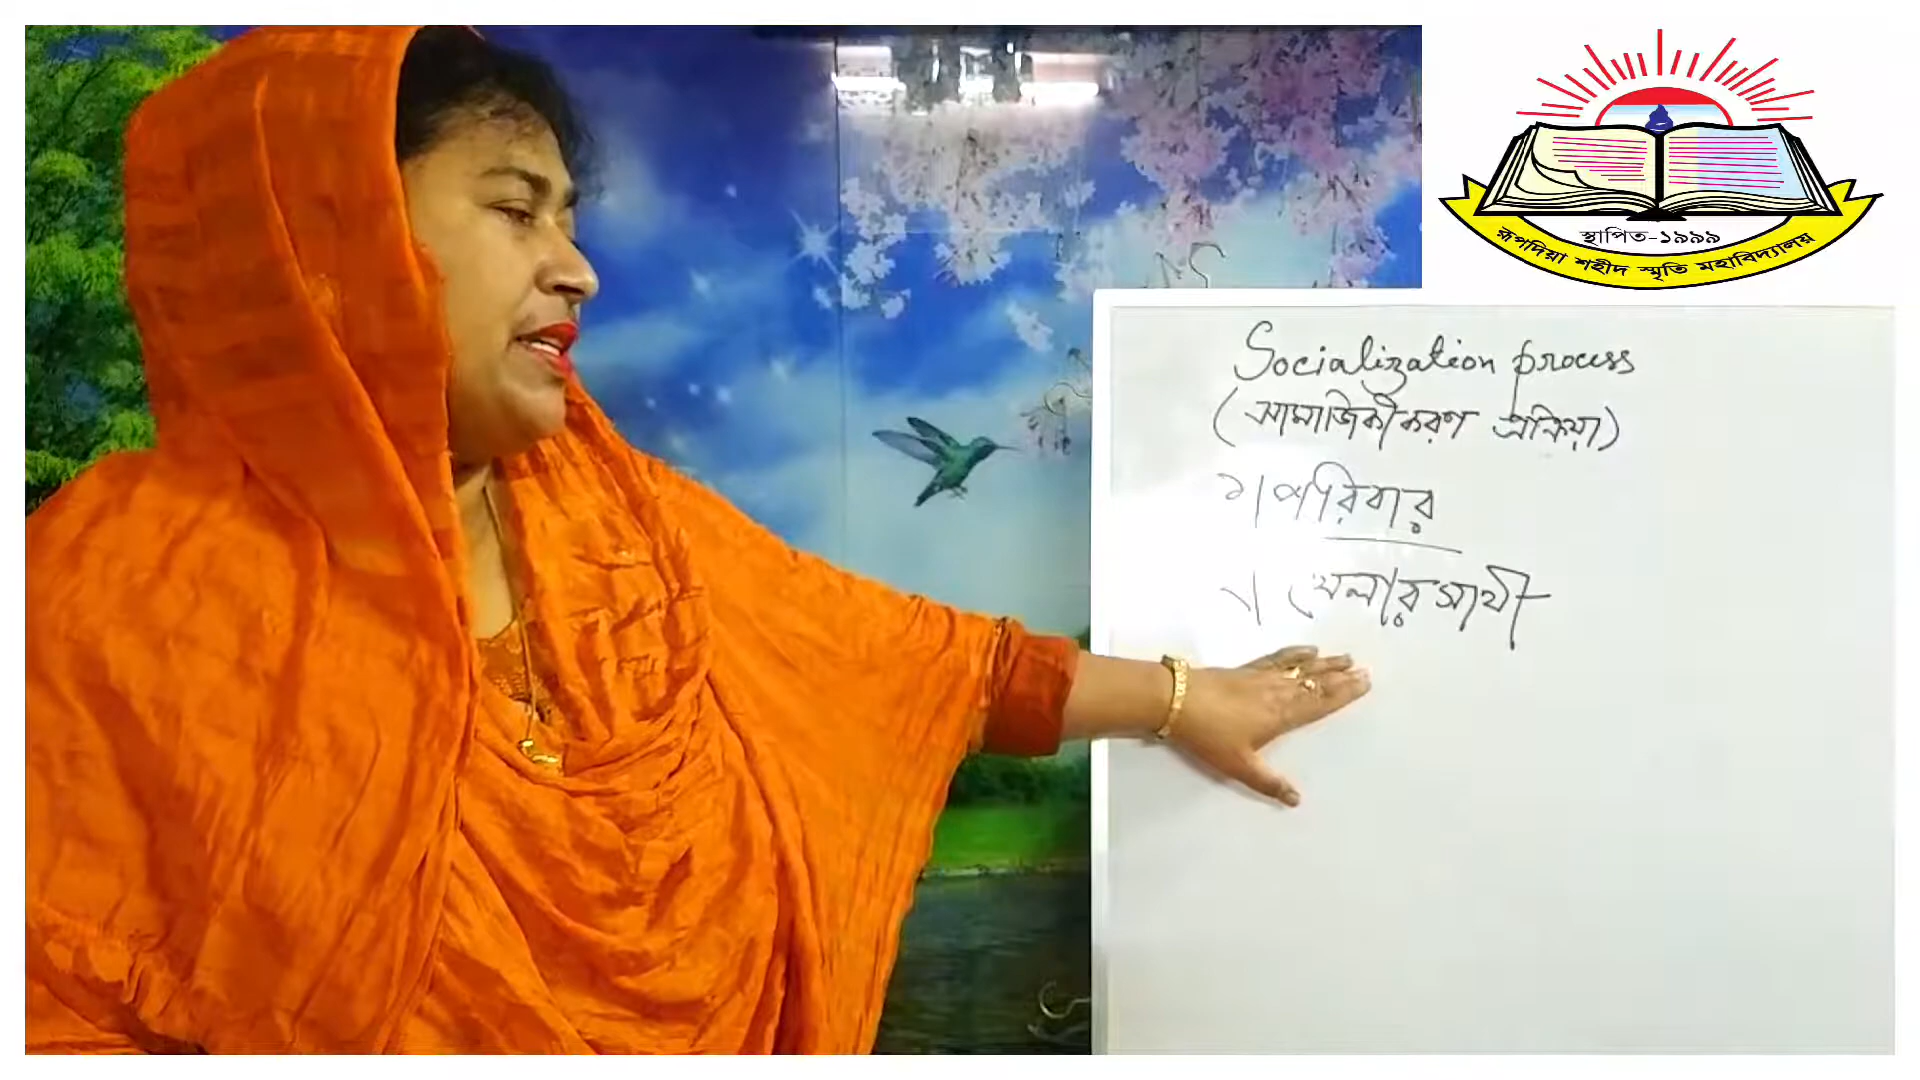 স্থাপিত-১৯৯৯
রূপদিয়া শহীদ স্মৃতি মহাবিদ্যালয়
Socialization process
(সামাজিকীকরণ প্রক্রিয়া)
১। পরিবার
২। খেলার সাথী